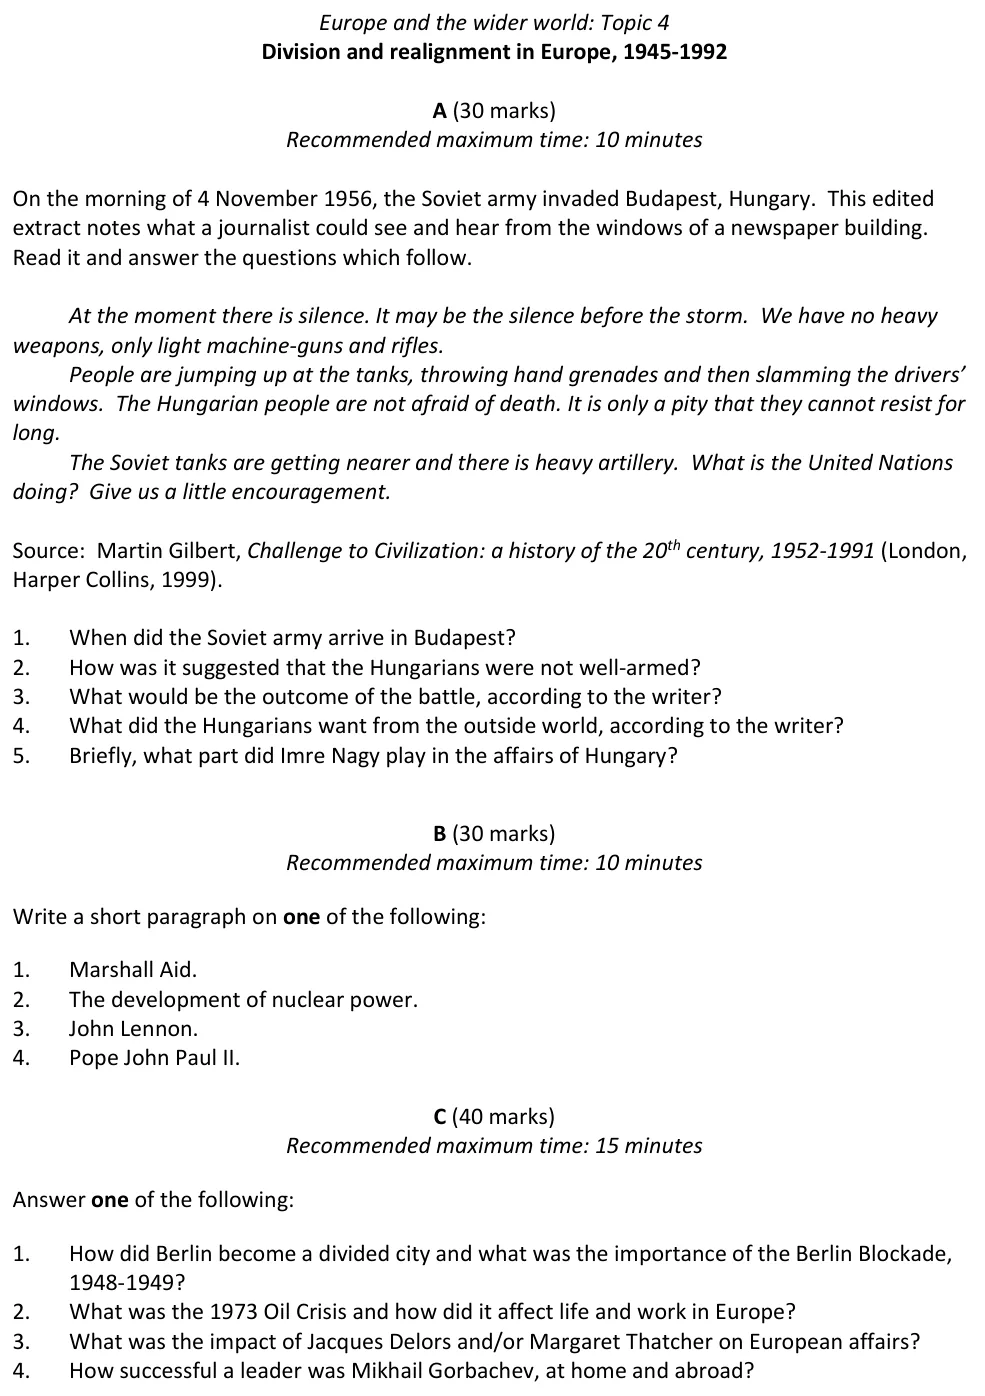 Europe and the wider world: Topic 4
Division and realignment in Europe, 1945-1992
A (30 marks)
Recommended maximum time: 10 minutes
On the morning of 4 November 1956, the Soviet army invaded Budapest, Hungary.  This edited
extract notes what a journalist could see and hear from the windows of a newspaper building.
Read it and answer the questions which follow.
At the moment there is silence. It may be the silence before the storm.  We have no heavy
weapons, only light machine-guns and rifles.
People are jumping up at the tanks, throwing hand grenades and then slamming the drivers’
windows.  The Hungarian people are not afraid of death. It is only a pity that they cannot resist for
long.
The Soviet tanks are getting nearer and there is heavy artillery.  What is the United Nations
doing?  Give us a little encouragement.
Source:  Martin Gilbert, Challenge to Civilization: a history of the 20th century, 1952-1991 (London,
Harper Collins, 1999).
1. When did the Soviet army arrive in Budapest?
2. How was it suggested that the Hungarians were not well-armed?
3. What would be the outcome of the battle, according to the writer?
4. What did the Hungarians want from the outside world, according to the writer?
5. Briefly, what part did Imre Nagy play in the affairs of Hungary?
B (30 marks)
Recommended maximum time: 10 minutes
Write a short paragraph on one of the following:
1. Marshall Aid.
2. The development of nuclear power.
3. John Lennon.
4. Pope John Paul II.
C (40 marks)
Recommended maximum time: 15 minutes
Answer one of the following:
1. How did Berlin become a divided city and what was the importance of the Berlin Blockade,
1948-1949?
2. What was the 1973 Oil Crisis and how did it affect life and work in Europe?
3. What was the impact of Jacques Delors and/or Margaret Thatcher on European affairs?
4. How successful a leader was Mikhail Gorbachev, at home and abroad?